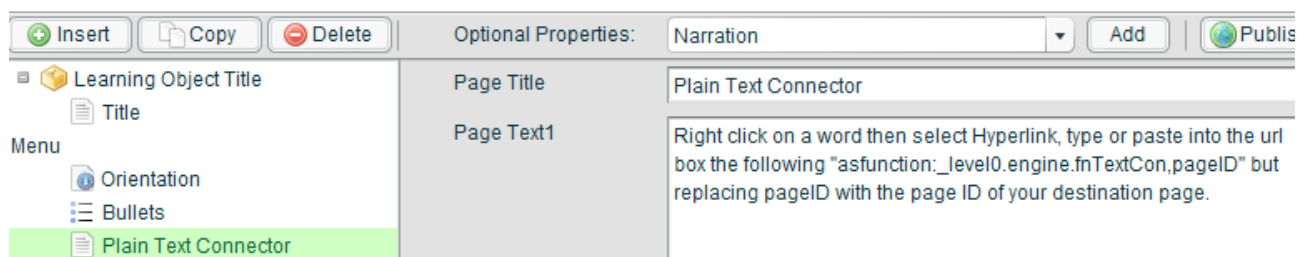 Insert Copy Delete Optional Properties: Narration Add Publis
Learning Object Title
Page Title Plain Text Connector
Title
Menu
Page Text1
Right click on a word then select Hyperlink, type or paste into the url
box the following "asfunction:_level0.engine.fnTextCon,pageID" but
replacing pageID with the page ID of your destination page.
Orientation
Bullets
Plain Text Connector